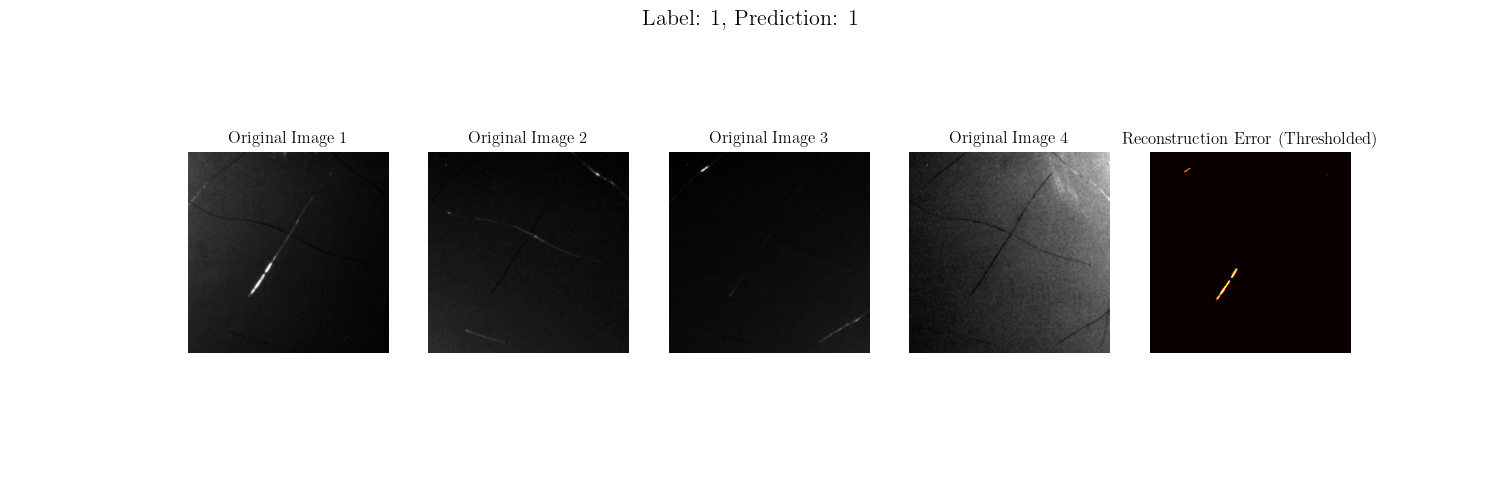 Label: 1, Prediction: 1
Original Image 1
Original Image 2
Original Image 3
Original Image 4
Reconstruction Error (Thresholded)